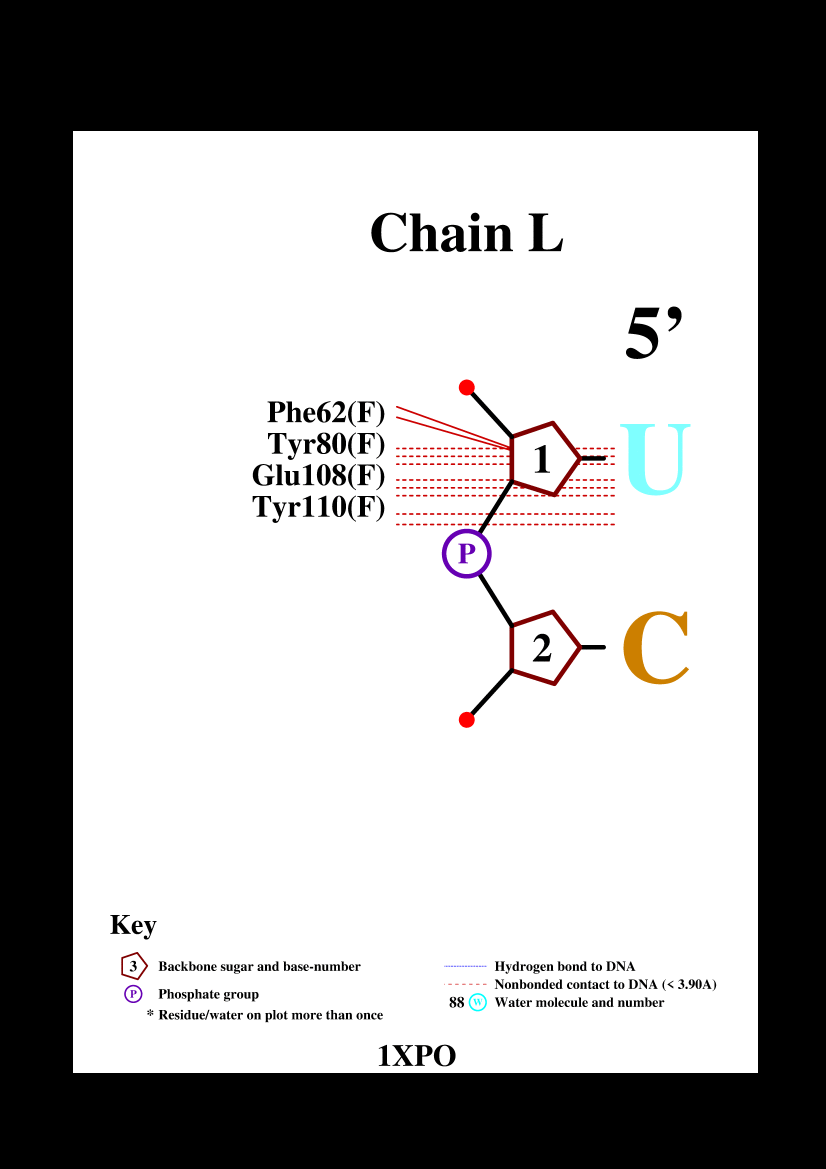 Chain L
5’
Phe62(F)
Tyr80(F)
Glu108(F)
Tyr110(F)
1
U
P
2
C
Key
3 Backbone sugar and base-number
P Phosphate group
* Residue/water on plot more than once
Hydrogen bond to DNA
Nonbonded contact to DNA (< 3.90A)
88 W Water molecule and number
1XPO